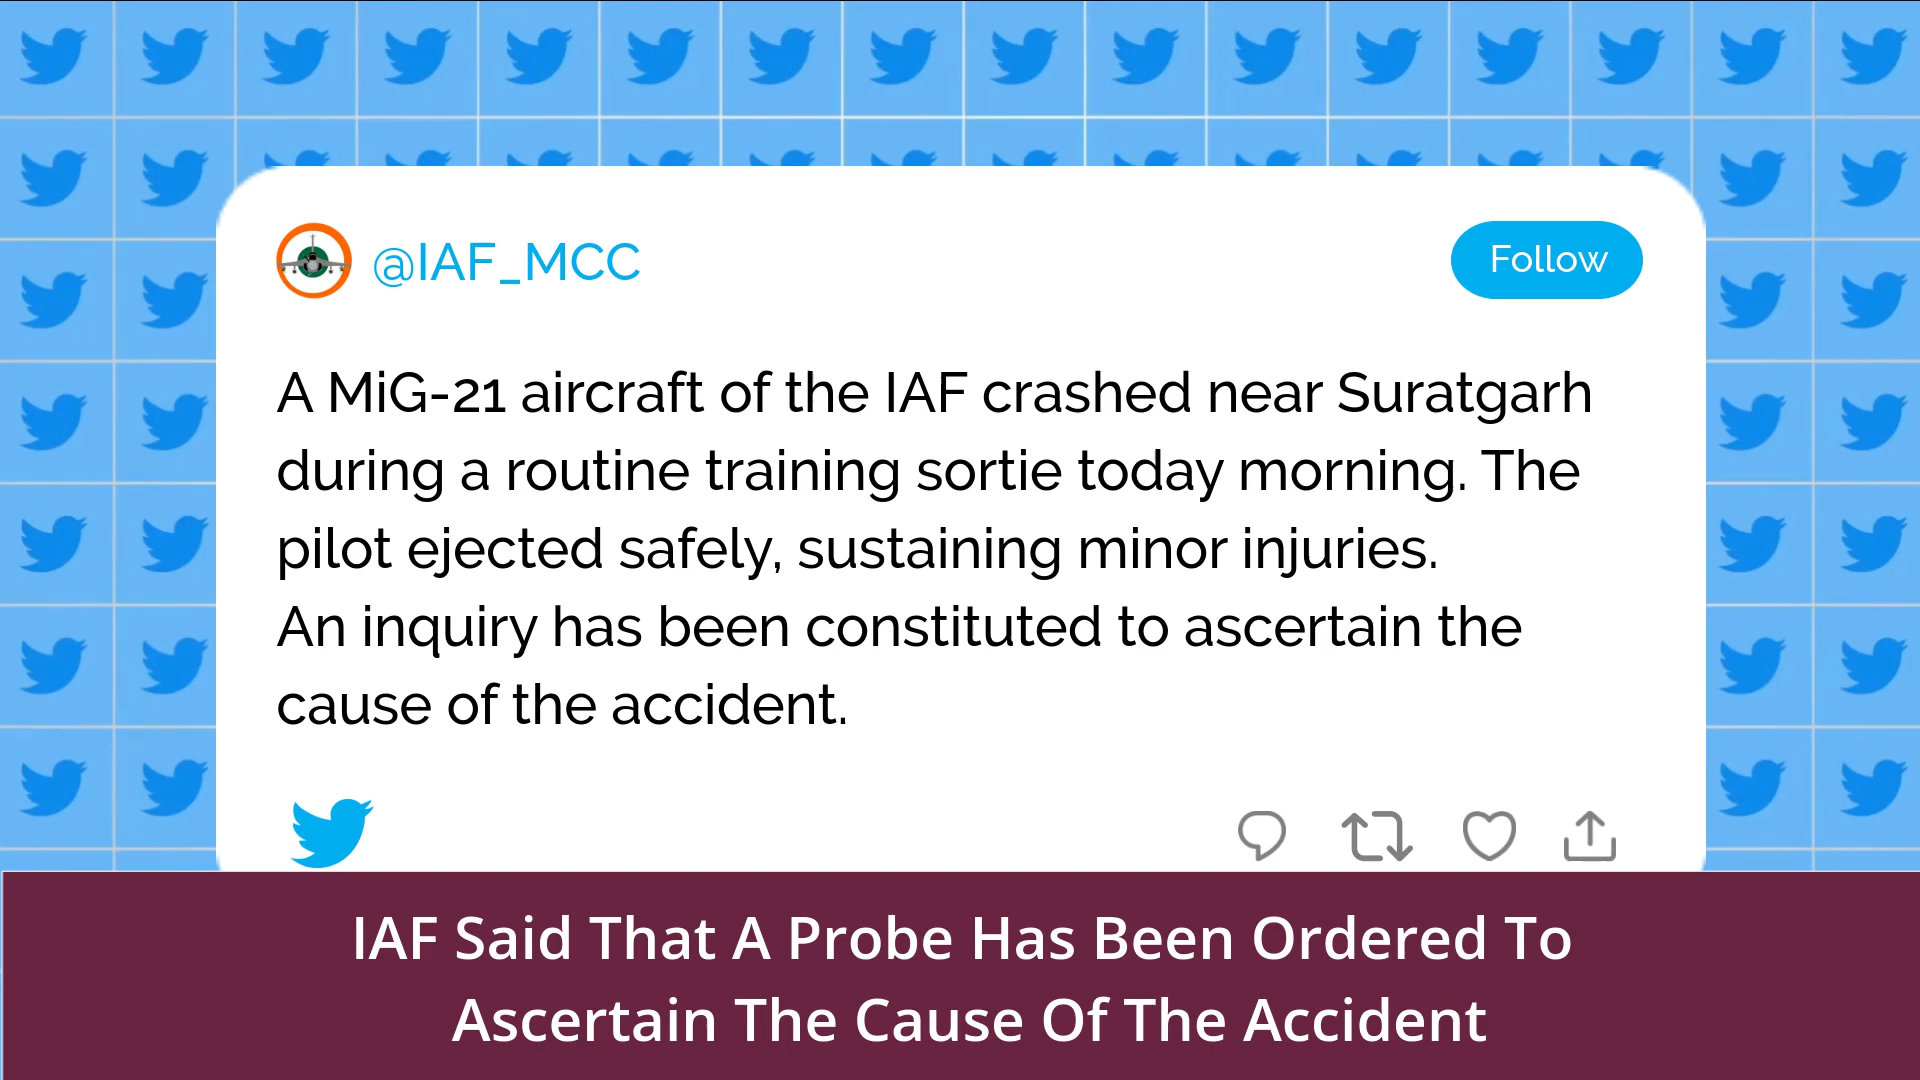 @IAF_MCC
Follow
A MiG-21 aircraft of the IAF crashed near Suratgarh
during a routine training sortie today morning. The
pilot ejected safely, sustaining minor injuries.
An inquiry has been constituted to ascertain the
cause of the accident.
IAF Said That A Probe Has Been Ordered To
Ascertain The Cause Of The Accident